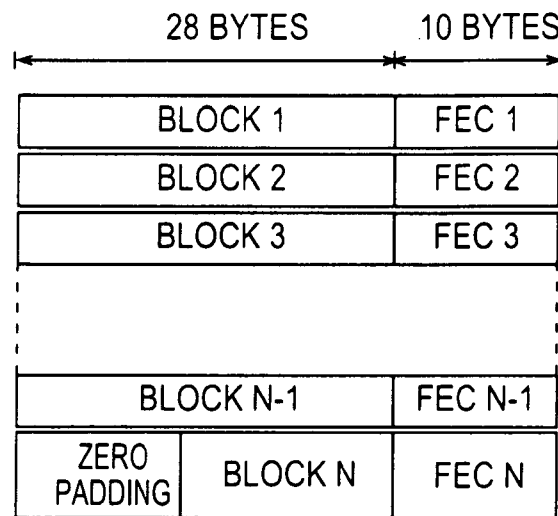 28 BYTES 10 BYTES
BLOCK 1 FEC 1
BLOCK 2 FEC 2
BLOCK 3 FEC 3
BLOCK N-1 FEC N-1
ZERO PADDING BLOCK N FEC N